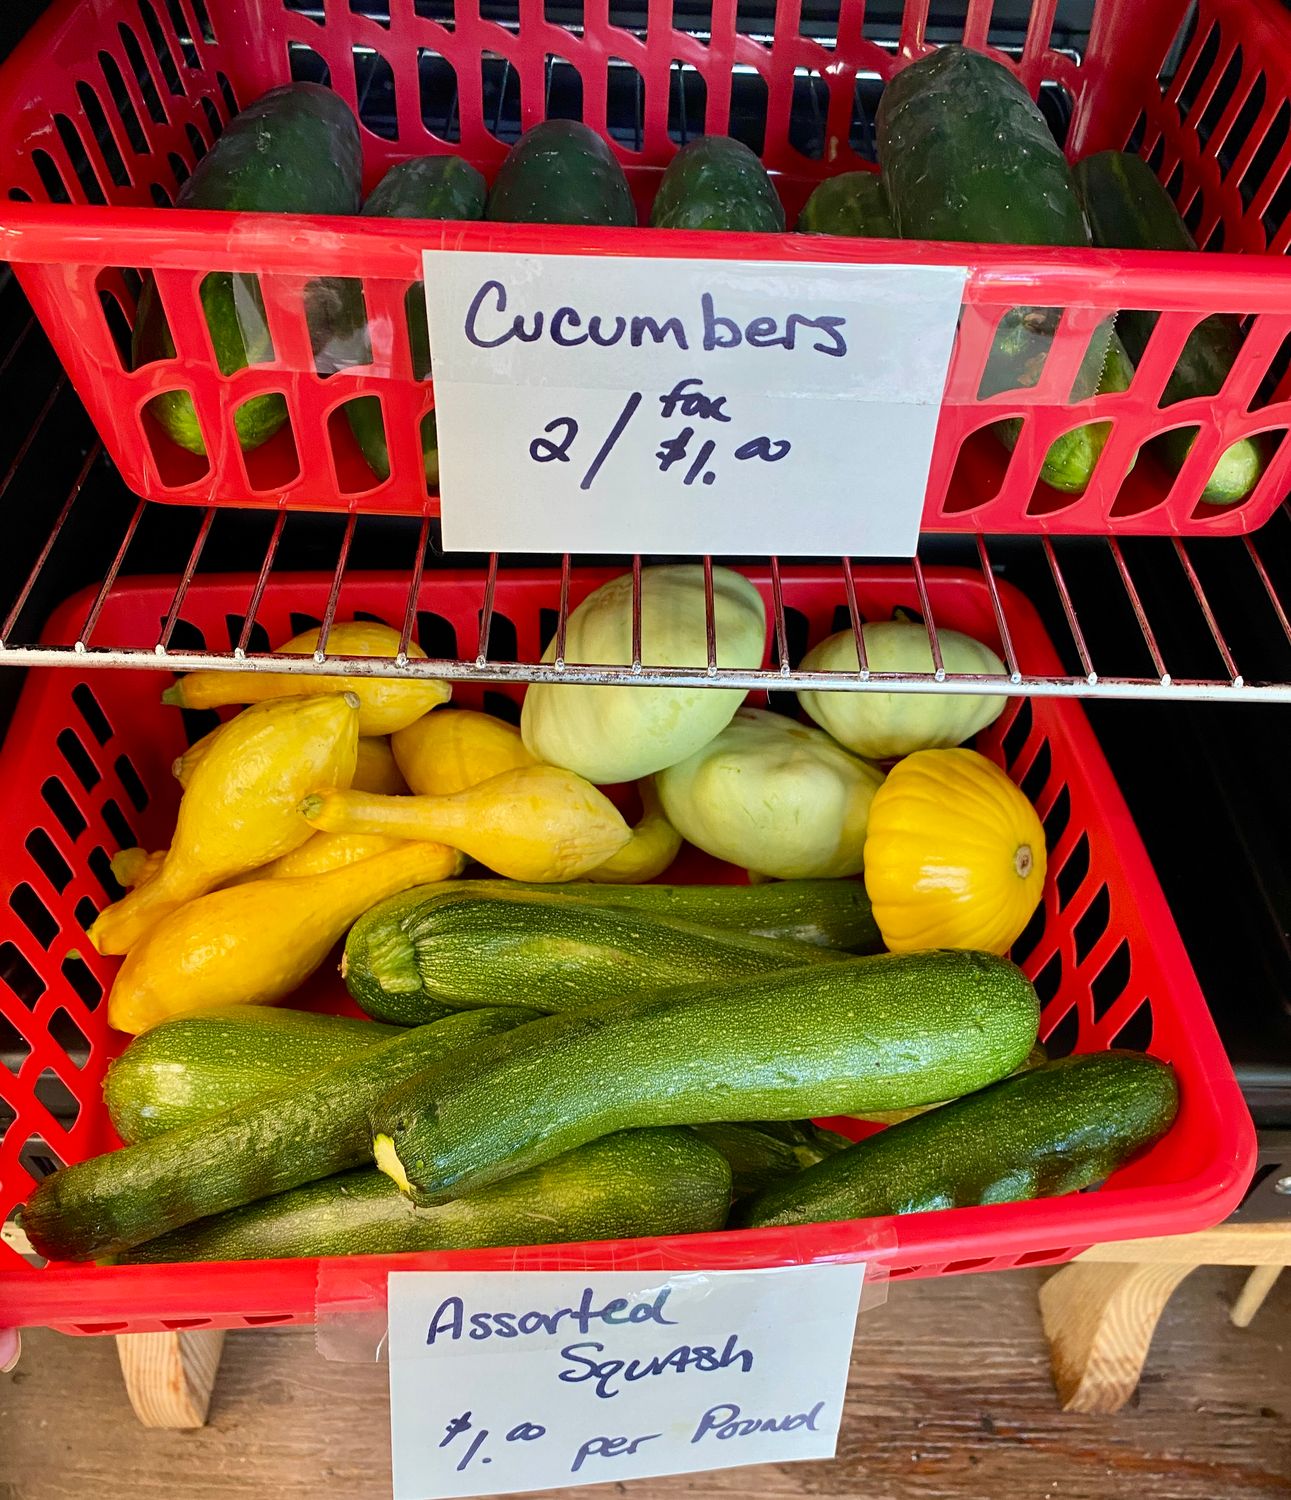 Cucumbers
2/ for $1.00
Assorted
Squash
$1.00 per Pound